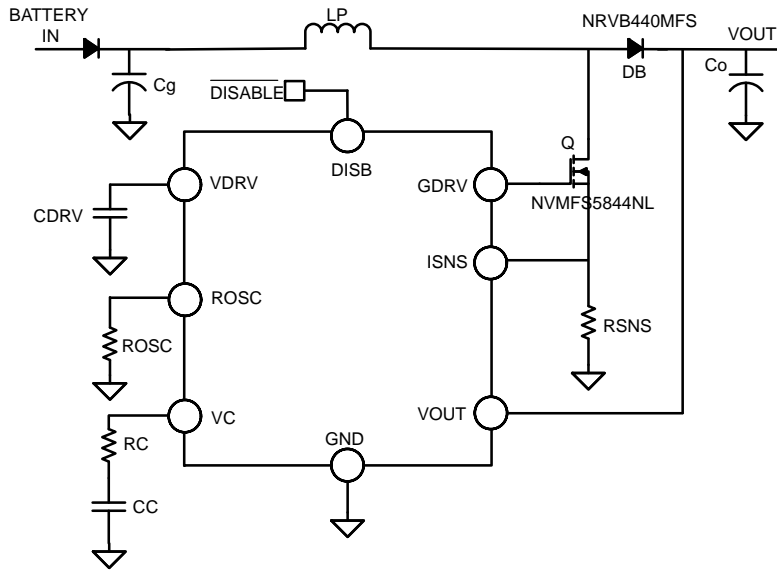 BATTERY
IN
LP
NRVB440MFS
VOUT
Cg
DB
Co
DISABLE
DISB
Q
VDRV
GDRV
NVMFS5844NL
CDRV
ISNS
ROSC
ROSC
RSNS
VC
VOUT
RC
GND
CC